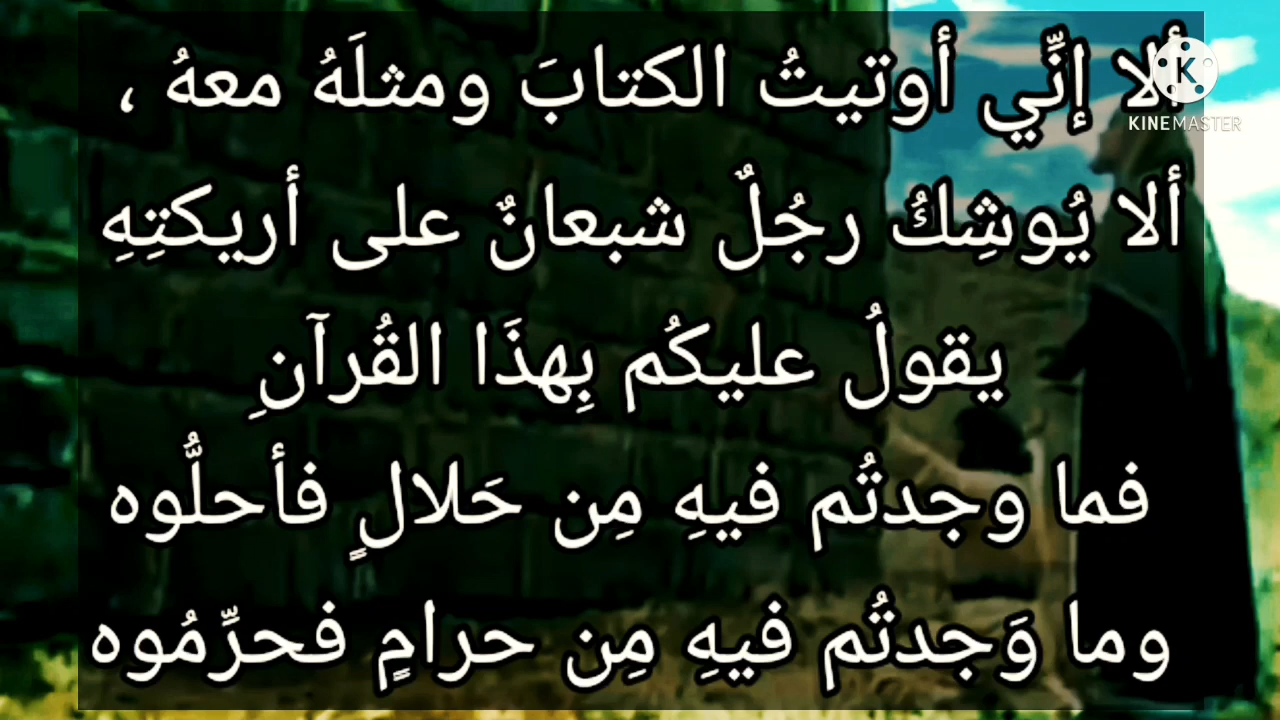 ألا إنِّي أوتيتُ الكتابَ ومثلَهُ معهُ ،
ألا يُوشِكُ رجُلٌ شبعانٌ على أريكتِهِ
يقولُ عليكُم بِهذَا القُرآنِ
فما وجدتُم فيهِ مِن حَلالٍ فأحلُّوه
وما وَجدتُم فيهِ مِن حرامٍ فحرِّمُوه
K
KINEMASTER